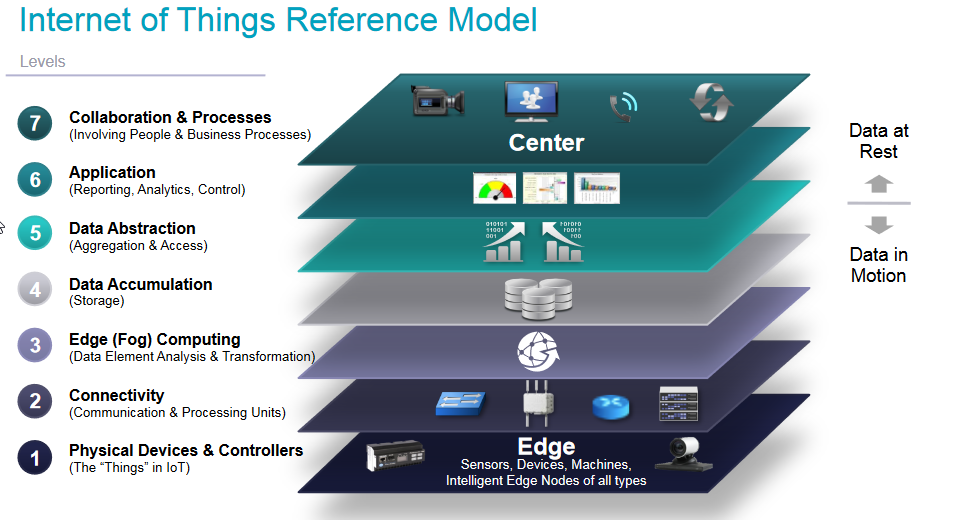 Internet of Things Reference Model
Levels
7
Collaboration & Processes
(Involving People & Business Processes)
6
Application
(Reporting, Analytics, Control)
5
Data Abstraction
(Aggregation & Access)
4
Data Accumulation
(Storage)
3
Edge (Fog) Computing
(Data Element Analysis & Transformation)
2
Connectivity
(Communication & Processing Units)
1
Physical Devices & Controllers
(The “Things” in IoT)
Center
010101
11001
001
Edge
Sensors, Devices, Machines,
Intelligent Edge Nodes of all types
Data at
Rest
Data in
Motion